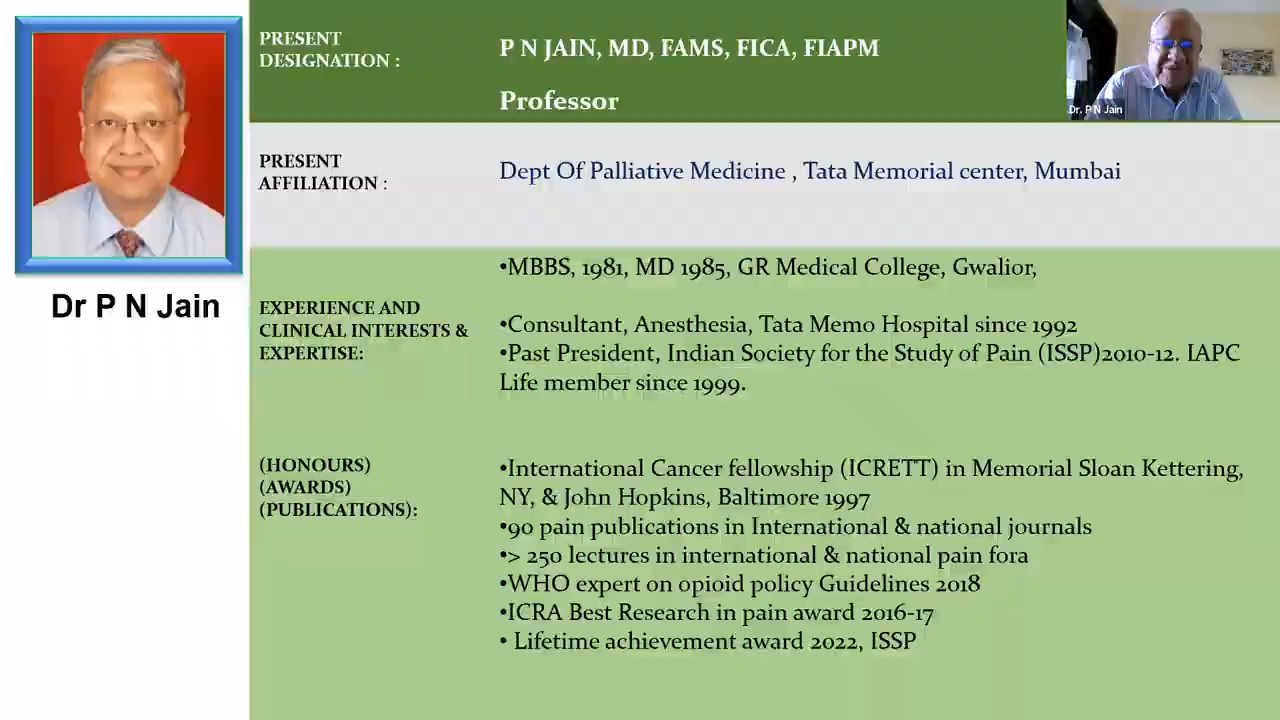 PRESENT
DESIGNATION :
P N JAIN, MD, FAMS, FICA, FIAPM
Professor
Dr. P N Jain
PRESENT
AFFILIATION :
Dept Of Palliative Medicine , Tata Memorial center, Mumbai
Dr P N Jain
EXPERIENCE AND
CLINICAL INTERESTS &
EXPERTISE:
•MBBS, 1981, MD 1985, GR Medical College, Gwalior,
•Consultant, Anesthesia, Tata Memo Hospital since 1992
•Past President, Indian Society for the Study of Pain (ISSP)2010-12. IAPC
Life member since 1999.
(HONOURS)
(AWARDS)
(PUBLICATIONS):
•International Cancer fellowship (ICRETT) in Memorial Sloan Kettering,
NY, & John Hopkins, Baltimore 1997
•90 pain publications in International & national journals
•> 250 lectures in international & national pain fora
•WHO expert on opioid policy Guidelines 2018
•ICRA Best Research in pain award 2016-17
• Lifetime achievement award 2022, ISSP